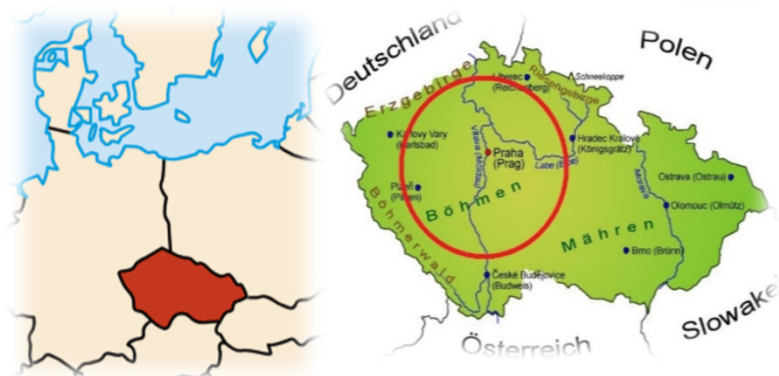 Deutschland
Polen
Erzgebirge
Riesengebirge
Schneekoppe
Liberec
(Reichenberg)
Karlovy Vary
(Karlsbad)
Hradec Králové
(Königsgrätz)
Praha
(Prag)
Vltava (Moldau)
Labe (Elbe)
Plzeň
(Pilsen)
Böhmen
Böhmerwald
Mähren
Morava
Ostrava (Ostrau)
Olomouc (Olmütz)
Brno (Brünn)
České Budějovice
(Budweis)
Österreich
Slowake